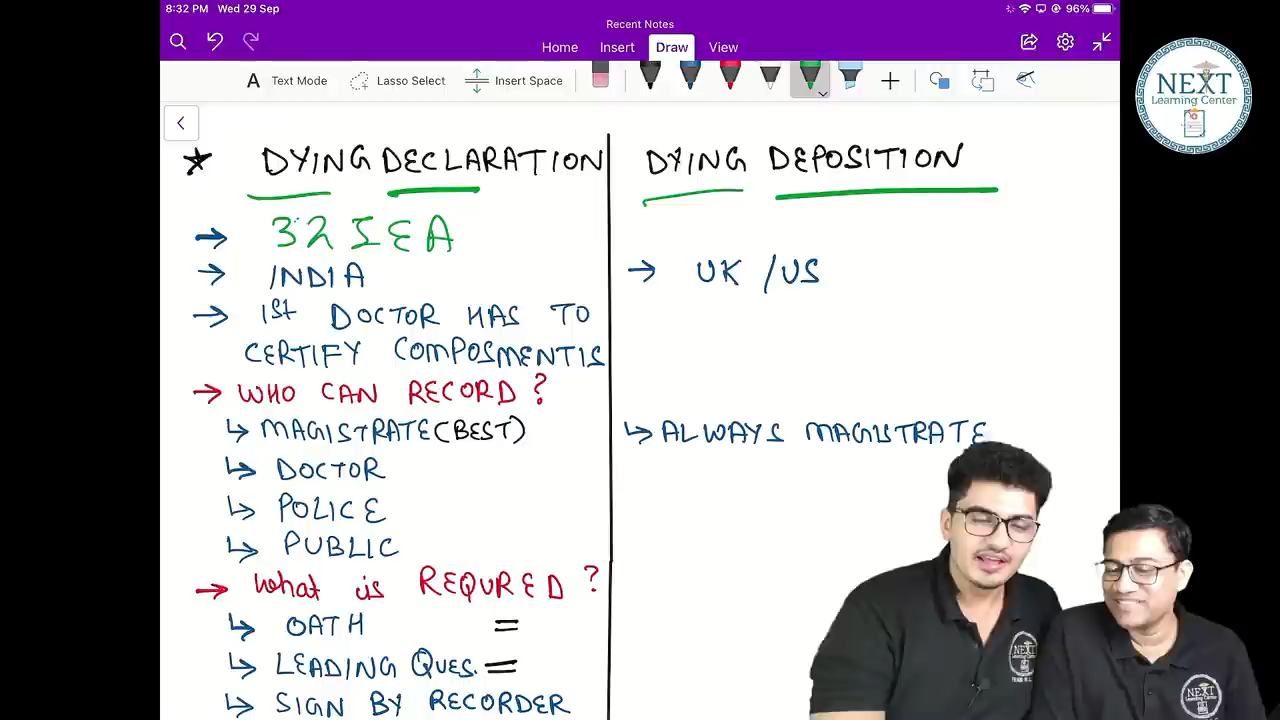 8:32 PM Wed 29 Sep
96%
Recent Notes
Home Insert Draw View
Text Mode Lasso Select Insert Space
NEXT
Learning Center
★ DYING DECLARATION
DYING DEPOSITION
→ 32 IEA
→ INDIA
→ UK / US
→ 1st DOCTOR HAS TO
CERTIFY COMPOSMENTIS
→ WHO CAN RECORD?
↳ MAGISTRATE (BEST)
↳ ALWAYS MAGISTRATE
↳ DOCTOR
↳ POLICE
↳ PUBLIC
→ What is REQURED?
↳ OATH =
↳ LEADING QUES. =
↳ SIGN BY RECORDER
NEXT
NEXT